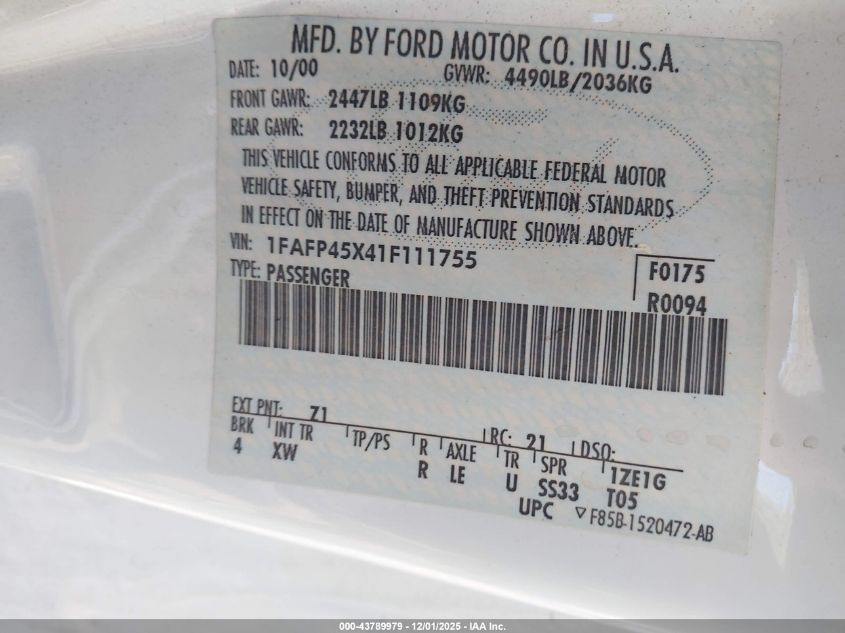 MFD. BY FORD MOTOR CO. IN U.S.A.
DATE: 10/00 GVWR: 4490LB/2036KG
FRONT GAWR: 2447LB 1109KG
REAR GAWR: 2232LB 1012KG
THIS VEHICLE CONFORMS TO ALL APPLICABLE FEDERAL MOTOR
VEHICLE SAFETY, BUMPER, AND THEFT PREVENTION STANDARDS
IN EFFECT ON THE DATE OF MANUFACTURE SHOWN ABOVE.
VIN: 1FAFP45X41F111755
TYPE: PASSENGER
F0175
R0094
EXT PNT: Z1 RC: 21 DSO:
BRK INT TR TP/PS R AXLE TR SPR 1ZE1G
4 XW R LE U SS33 T05
UPC ▽F85B-1520472-AB
000-43789979 - 12/01/2025 - IAA Inc.